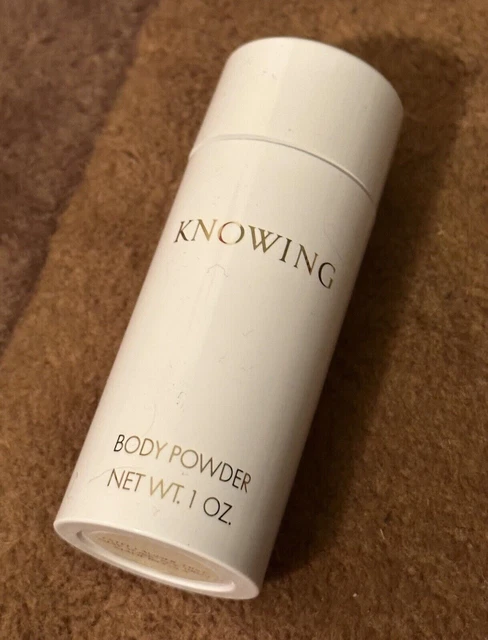 KNOWING
BODY POWDER
NET WT. 1 OZ.